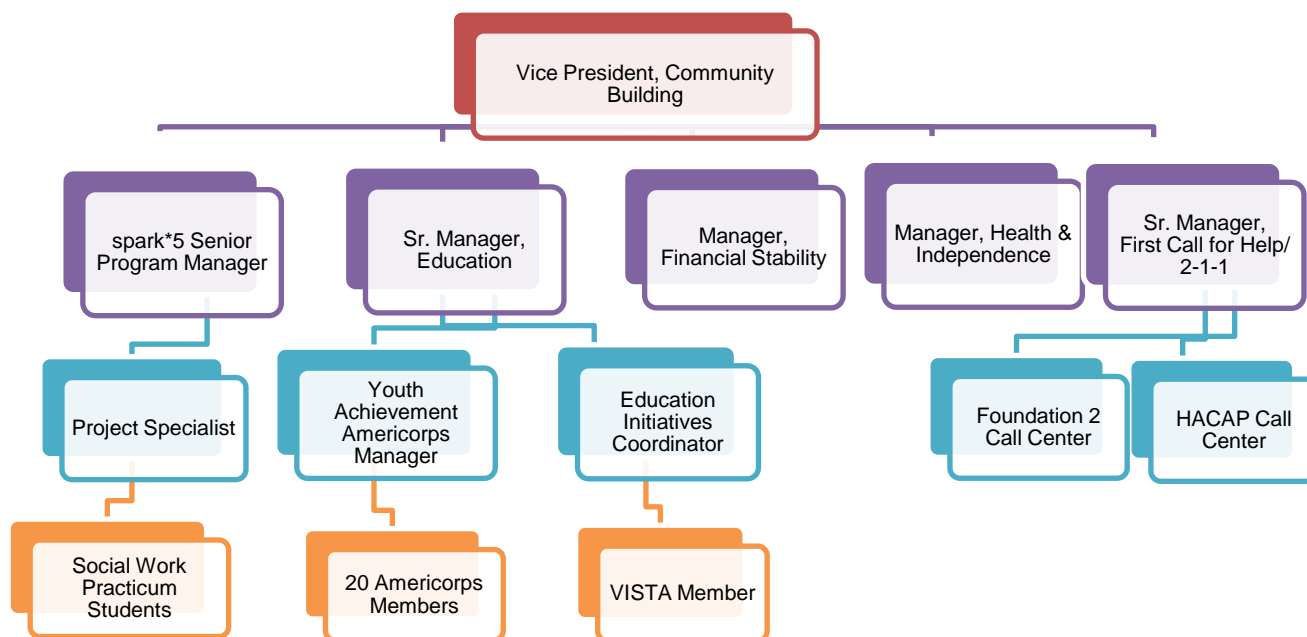 Vice President, Community
Building
spark*5 Senior
Program Manager
Sr. Manager,
Education
Manager,
Financial Stability
Manager, Health &
Independence
Sr. Manager,
First Call for Help/
2-1-1
Project Specialist
Youth
Achievement
Americorps
Manager
Education
Initiatives
Coordinator
Foundation 2
Call Center
HACAP Call
Center
Social Work
Practicum
Students
20 Americorps
Members
VISTA Member